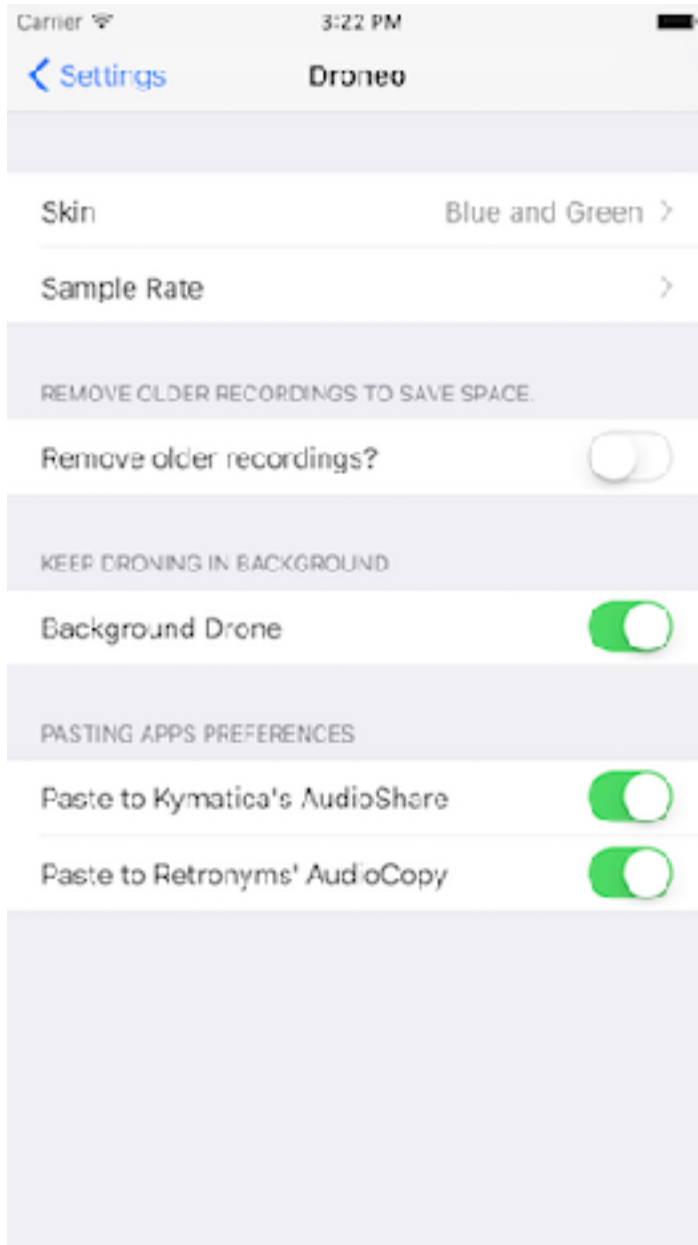 Carrier 3:22 PM
Settings Droneo
Skin Blue and Green
Sample Rate
REMOVE OLDER RECORDINGS TO SAVE SPACE.
Remove older recordings?
KEEP DRONING IN BACKGROUND
Background Drone
PASTING APPS PREFERENCES
Paste to Kymatica's AudioShare
Paste to Retronyms' AudioCopy